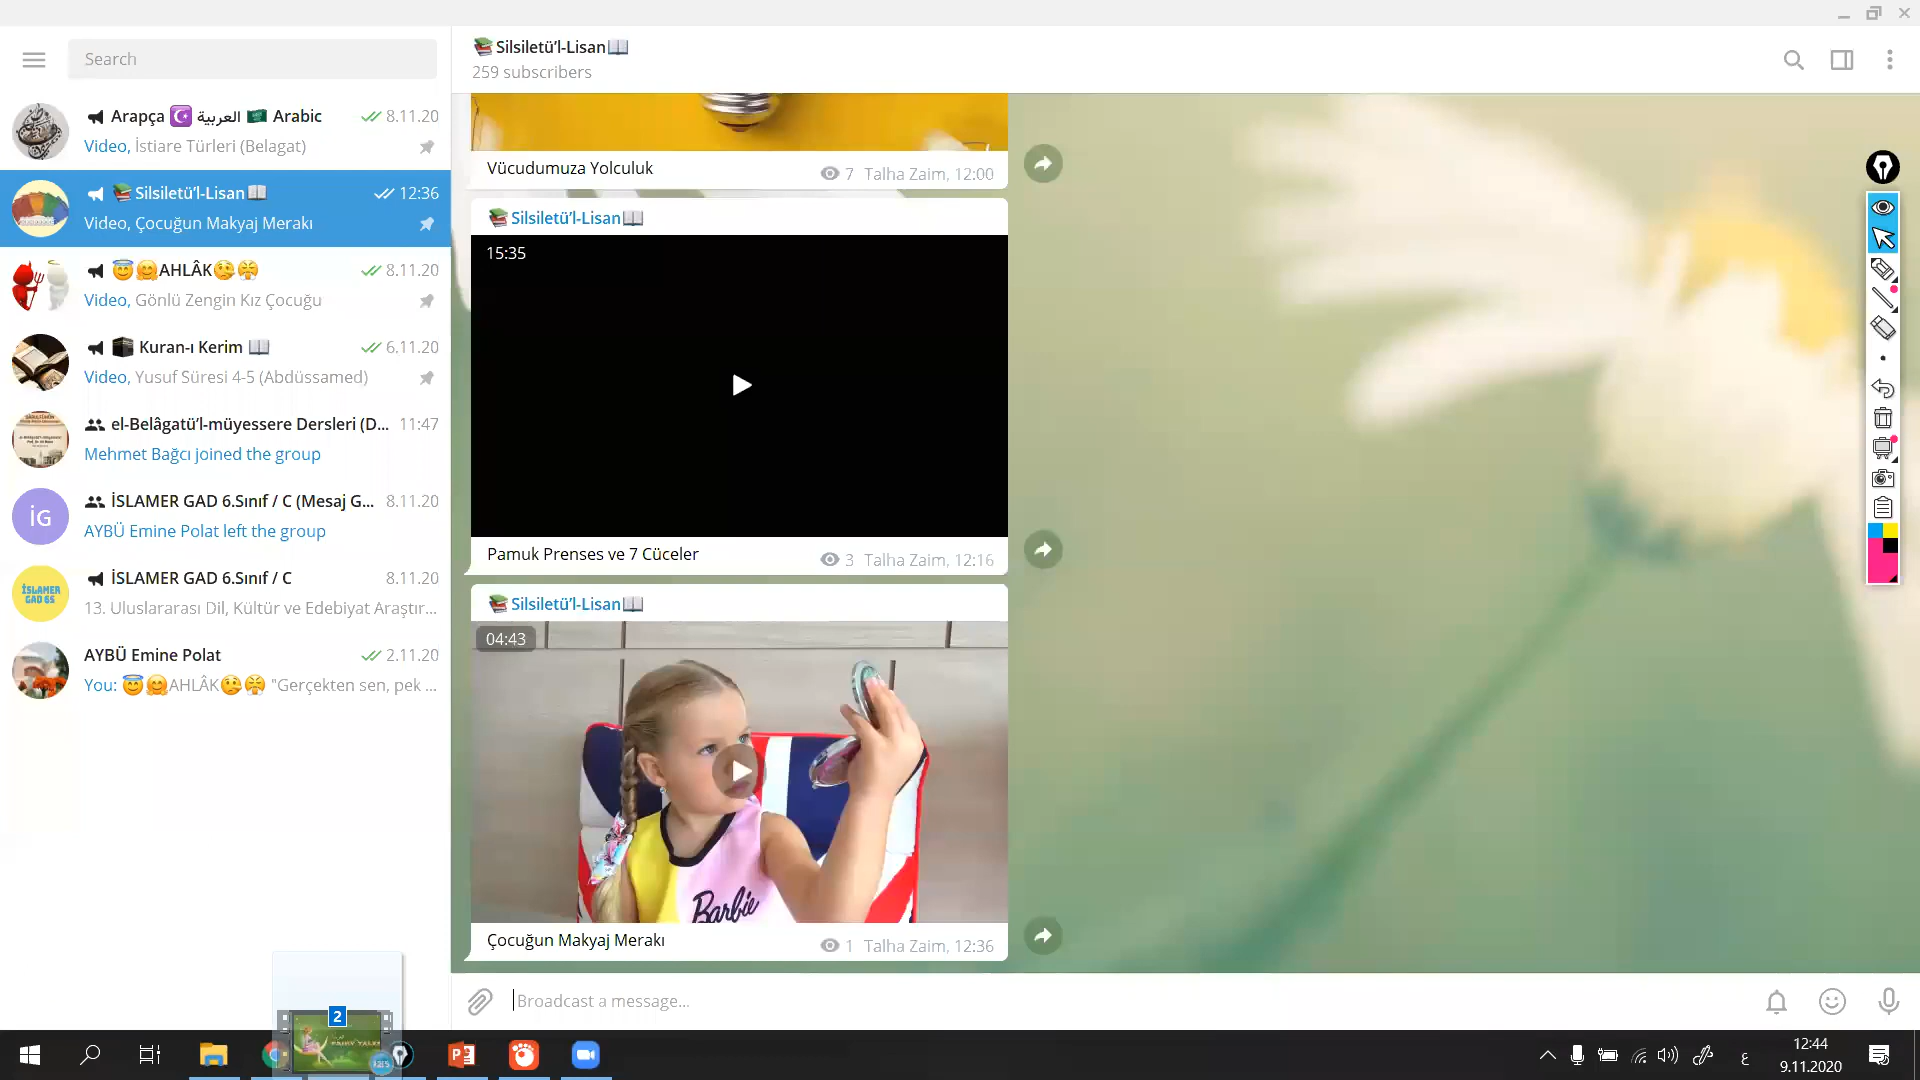 Search
Arapça العربية Arabic 8.11.20
Video, İstiare Türleri (Belagat)
Silsiletü'l-Lisan 12:36
Video, Çocuğun Makyaj Merakı
AHLÂK 8.11.20
Video, Gönlü Zengin Kız Çocuğu
Kuran-ı Kerim 6.11.20
Video, Yusuf Sûresi 4-5 (Abdüssamed)
el-Belâgatü'l-müyessere Dersleri (D... 11:47
Mehmet Bağcı joined the group
İG
İSLAMER GAD 6.Sınıf / C (Mesaj G... 8.11.20
AYBÜ Emine Polat left the group
İSLAMER
GAD 6S
İSLAMER GAD 6.Sınıf / C 8.11.20
13. Uluslararası Dil, Kültür ve Edebiyat Araştır...
AYBÜ Emine Polat 2.11.20
You: AHLÂK "Gerçekten sen, pek ...
Silsiletü'l-Lisan
259 subscribers
Vücudumuza Yolculuk 7 Talha Zaim, 12:00
Silsiletü'l-Lisan
15:35
Pamuk Prenses ve 7 Cüceler 3 Talha Zaim, 12:16
Silsiletü'l-Lisan
04:43
Barbie
Çocuğun Makyaj Merakı 1 Talha Zaim, 12:36
Broadcast a message...
2
FAIRY TALES
ع
12:44
9.11.2020